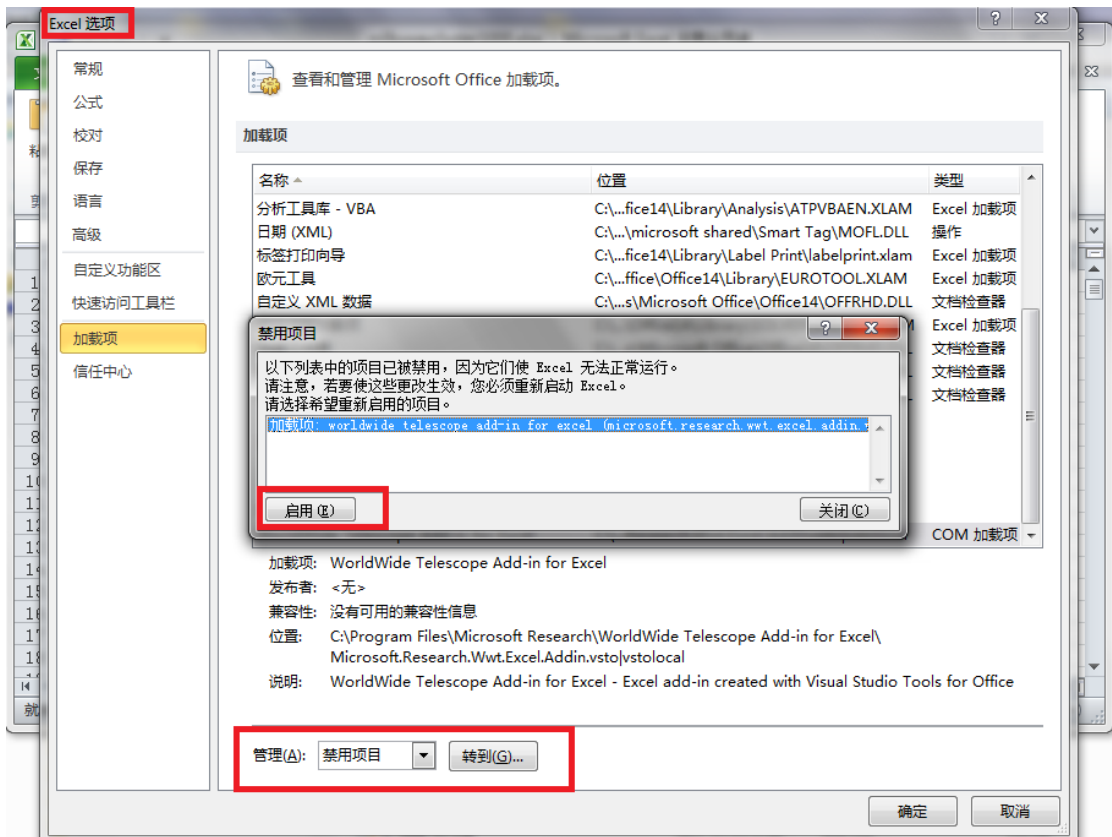 Excel 选项
常规
公式
校对
保存
语言
高级
自定义功能区
快速访问工具栏
加载项
信任中心
查看和管理 Microsoft Office 加载项。
加载项
名称 位置 类型
分析工具库 - VBA C:\...fice14\Library\Analysis\ATPVBAEN.XLAM Excel 加载项
日期 (XML) C:\...\microsoft shared\Smart Tag\MOFL.DLL 操作
标签打印向导 C:\...fice14\Library\Label Print\labelprint.xlam Excel 加载项
欧元工具 C:\...ffice\Office14\Library\EUROTOOL.XLAM Excel 加载项
自定义 XML 数据 C:\...s\Microsoft Office\Office14\OFFRHD.DLL 文档检查器
Excel 加载项
文档检查器
文档检查器
文档检查器
COM 加载项
禁用项目
以下列表中的项目已被禁用，因为它们使 Excel 无法正常运行。
请注意，若要使这些更改生效，您必须重新启动 Excel。
请选择希望重新启用的项目。
加载项: worldwide telescope add-in for excel (microsoft.research.wwt.excel.addin.
启用(E) 关闭(C)
加载项: WorldWide Telescope Add-in for Excel
发布者: <无>
兼容性: 没有可用的兼容性信息
位置: C:\Program Files\Microsoft Research\WorldWide Telescope Add-in for Excel\
Microsoft.Research.Wwt.Excel.Addin.vsto|vstolocal
说明: WorldWide Telescope Add-in for Excel - Excel add-in created with Visual Studio Tools for Office
管理(A): 禁用项目 转到(G)...
确定 取消
1
2
3
4
5
6
7
8
9
就